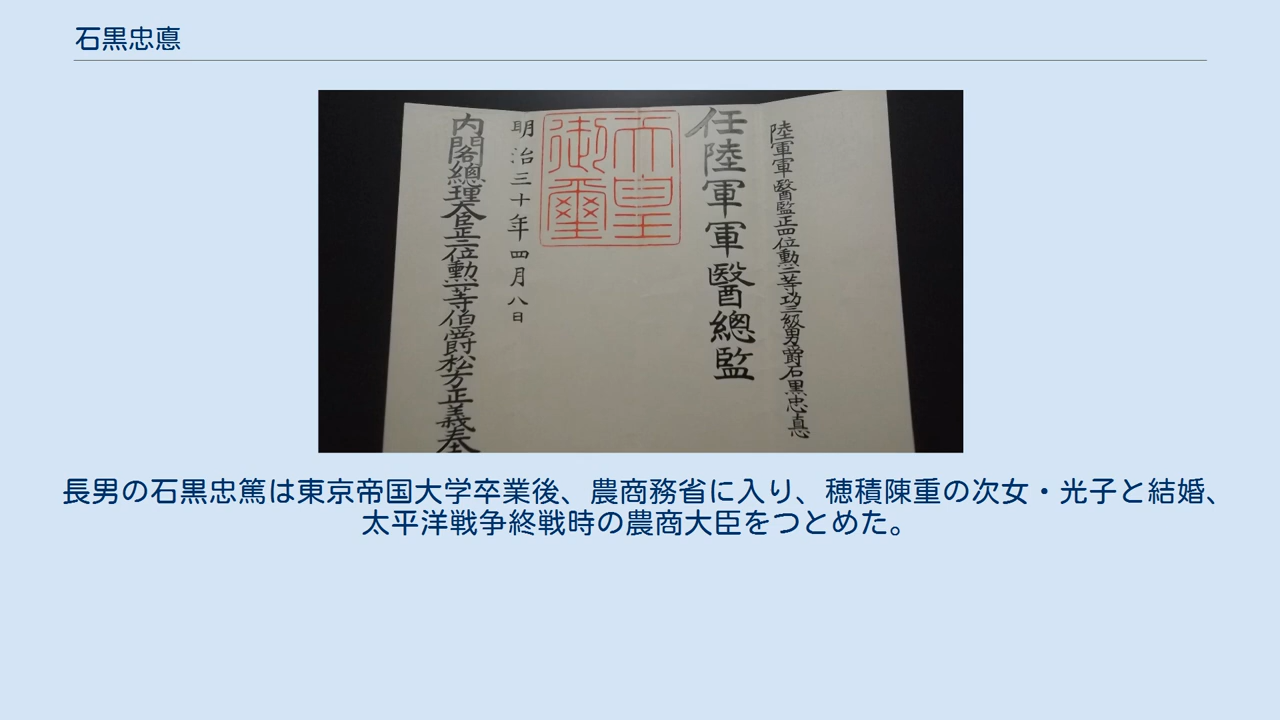 石黒忠悳
陸軍軍醫監正四位勳三等功三級男爵石黒忠悳
任陸軍軍醫總監
天皇
御璽
明治三十年四月八日
内閣總理大臣正二位勳一等伯爵松方正義奉
長男の石黒忠篤は東京帝国大学卒業後、農商務省に入り、穂積陳重の次女・光子と結婚、
太平洋戦争終戦時の農商大臣をつとめた。